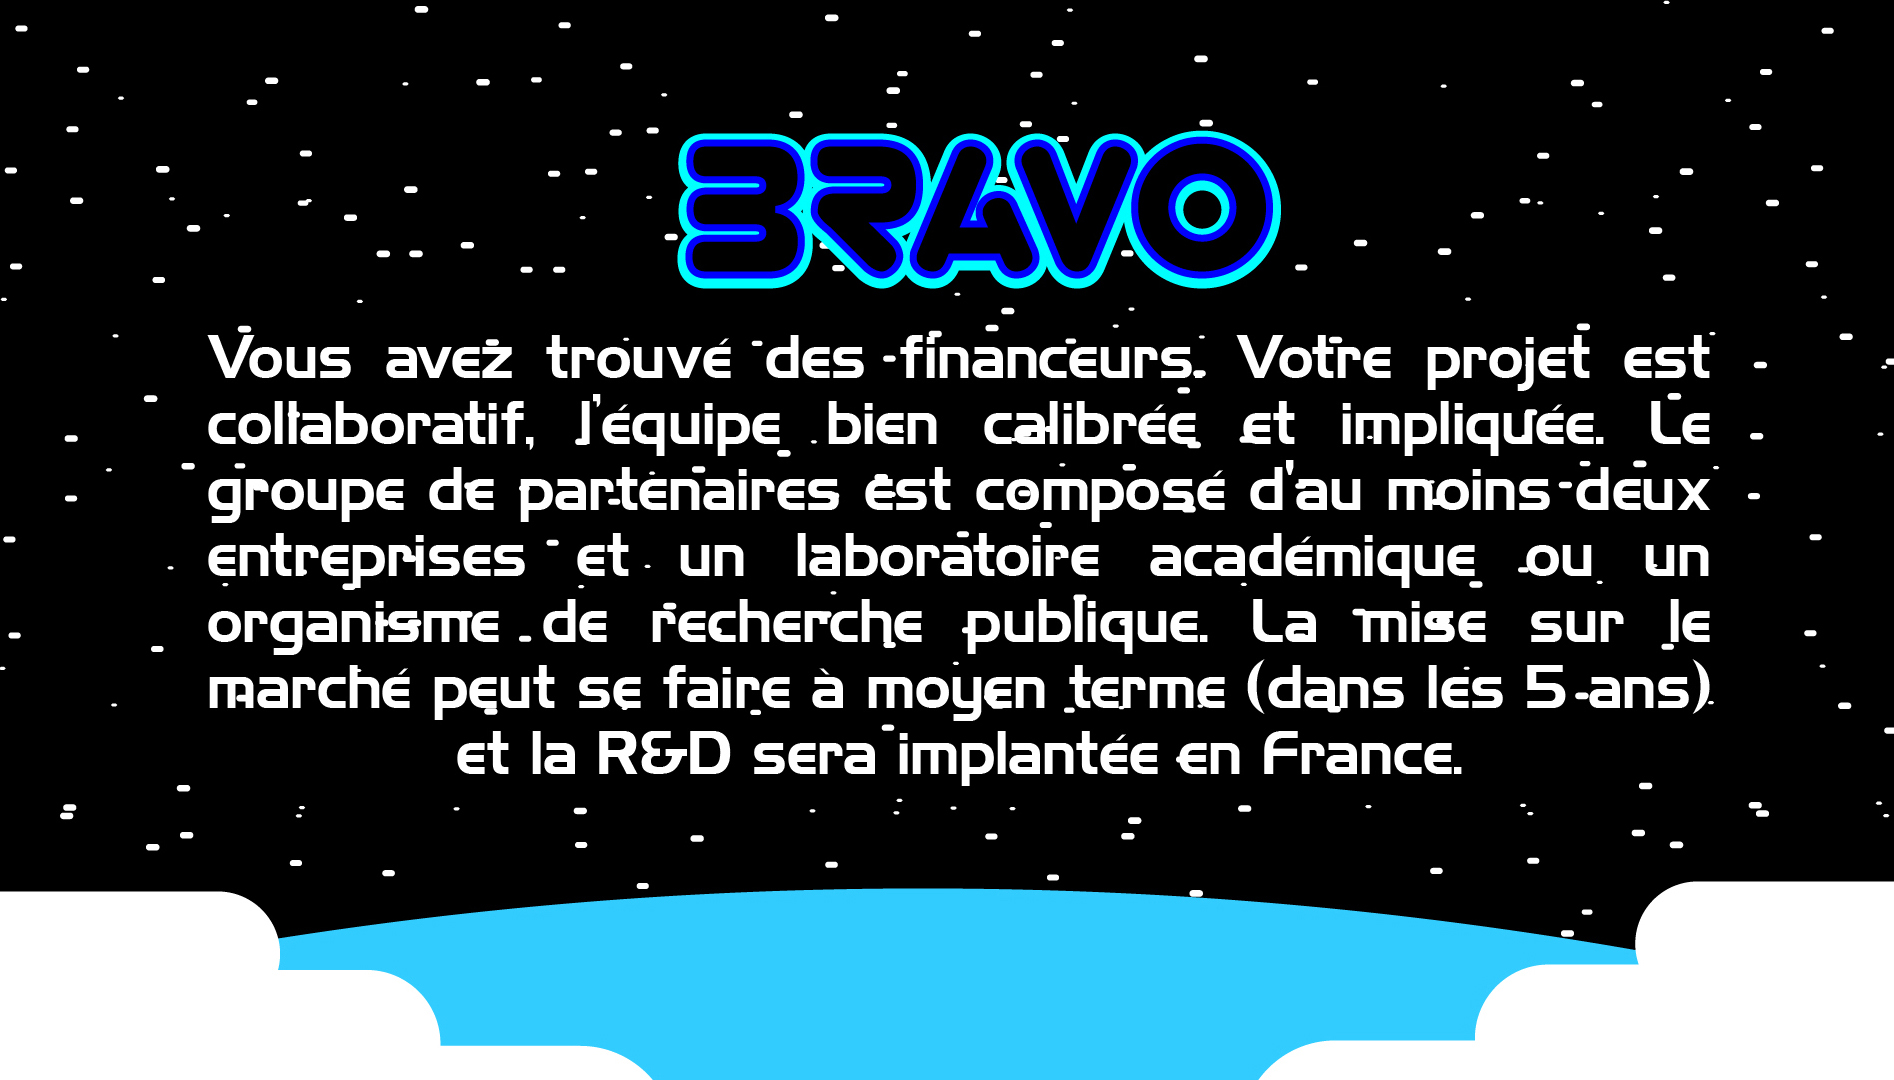 BRAVO
Vous avez trouvé des financeurs. Votre projet est
collaboratif, l'équipe bien calibrée et impliquée. Le
groupe de partenaires est composé d'au moins deux
entreprises et un laboratoire académique ou un
organisme de recherche publique. La mise sur le
marché peut se faire à moyen terme (dans les 5 ans)
et la R&D sera implantée en France.